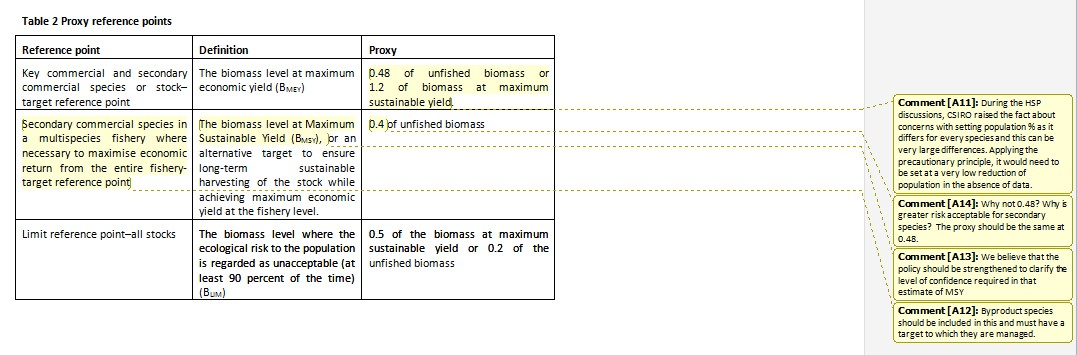 Table 2 Proxy reference points
Reference point
Definition
Proxy
Key commercial and secondary
commercial species or stock–
target reference point
The biomass level at maximum
economic yield (BMEY)
0.48 of unfished biomass or
1.2 of biomass at maximum
sustainable yield
Secondary commercial species in
a multispecies fishery where
necessary to maximise economic
return from the entire fishery-
target reference point
The biomass level at Maximum
Sustainable Yield (BMSY), or an
alternative target to ensure
long-term sustainable
harvesting of the stock while
achieving maximum economic
yield at the fishery level.
0.4 of unfished biomass
Limit reference point–all stocks
The biomass level where the
ecological risk to the population
is regarded as unacceptable (at
least 90 percent of the time)
(BLIM)
0.5 of the biomass at maximum
sustainable yield or 0.2 of the
unfished biomass
Comment [A11]: During the HSP
discussions, CSIRO raised the fact about
concerns with setting population % as it
differs for every species and this can be
very large differences. Applying the
precautionary principle, it would need to
be set at a very low reduction of
population in the absence of data.
Comment [A14]: Why not 0.48? Why is
greater risk acceptable for secondary
species? The proxy should be the same at
0.48.
Comment [A13]: We believe that the
policy should be strengthened to clarify the
level of confidence required in that
estimate of MSY
Comment [A12]: Byproduct species
should be included in this and must have a
target to which they are managed.